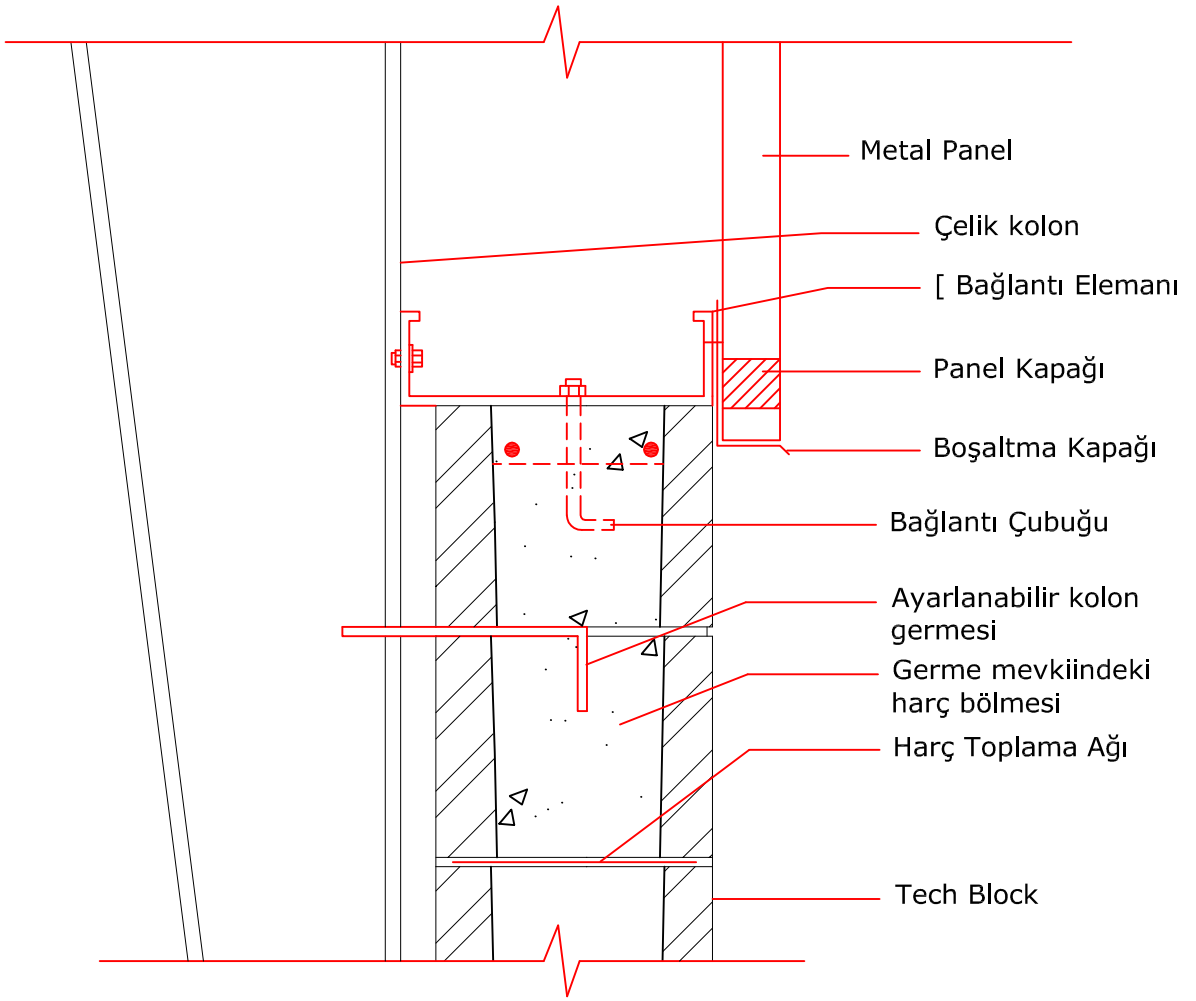 Metal Panel
Çelik kolon
[ Bağlantı Elemanı
Panel Kapağı
Boşaltma Kapağı
Bağlantı Çubuğu
Ayarlanabilir kolon
germesi
Germe mevkiindeki
harç bölmesi
Harç Toplama Ağı
Tech Block